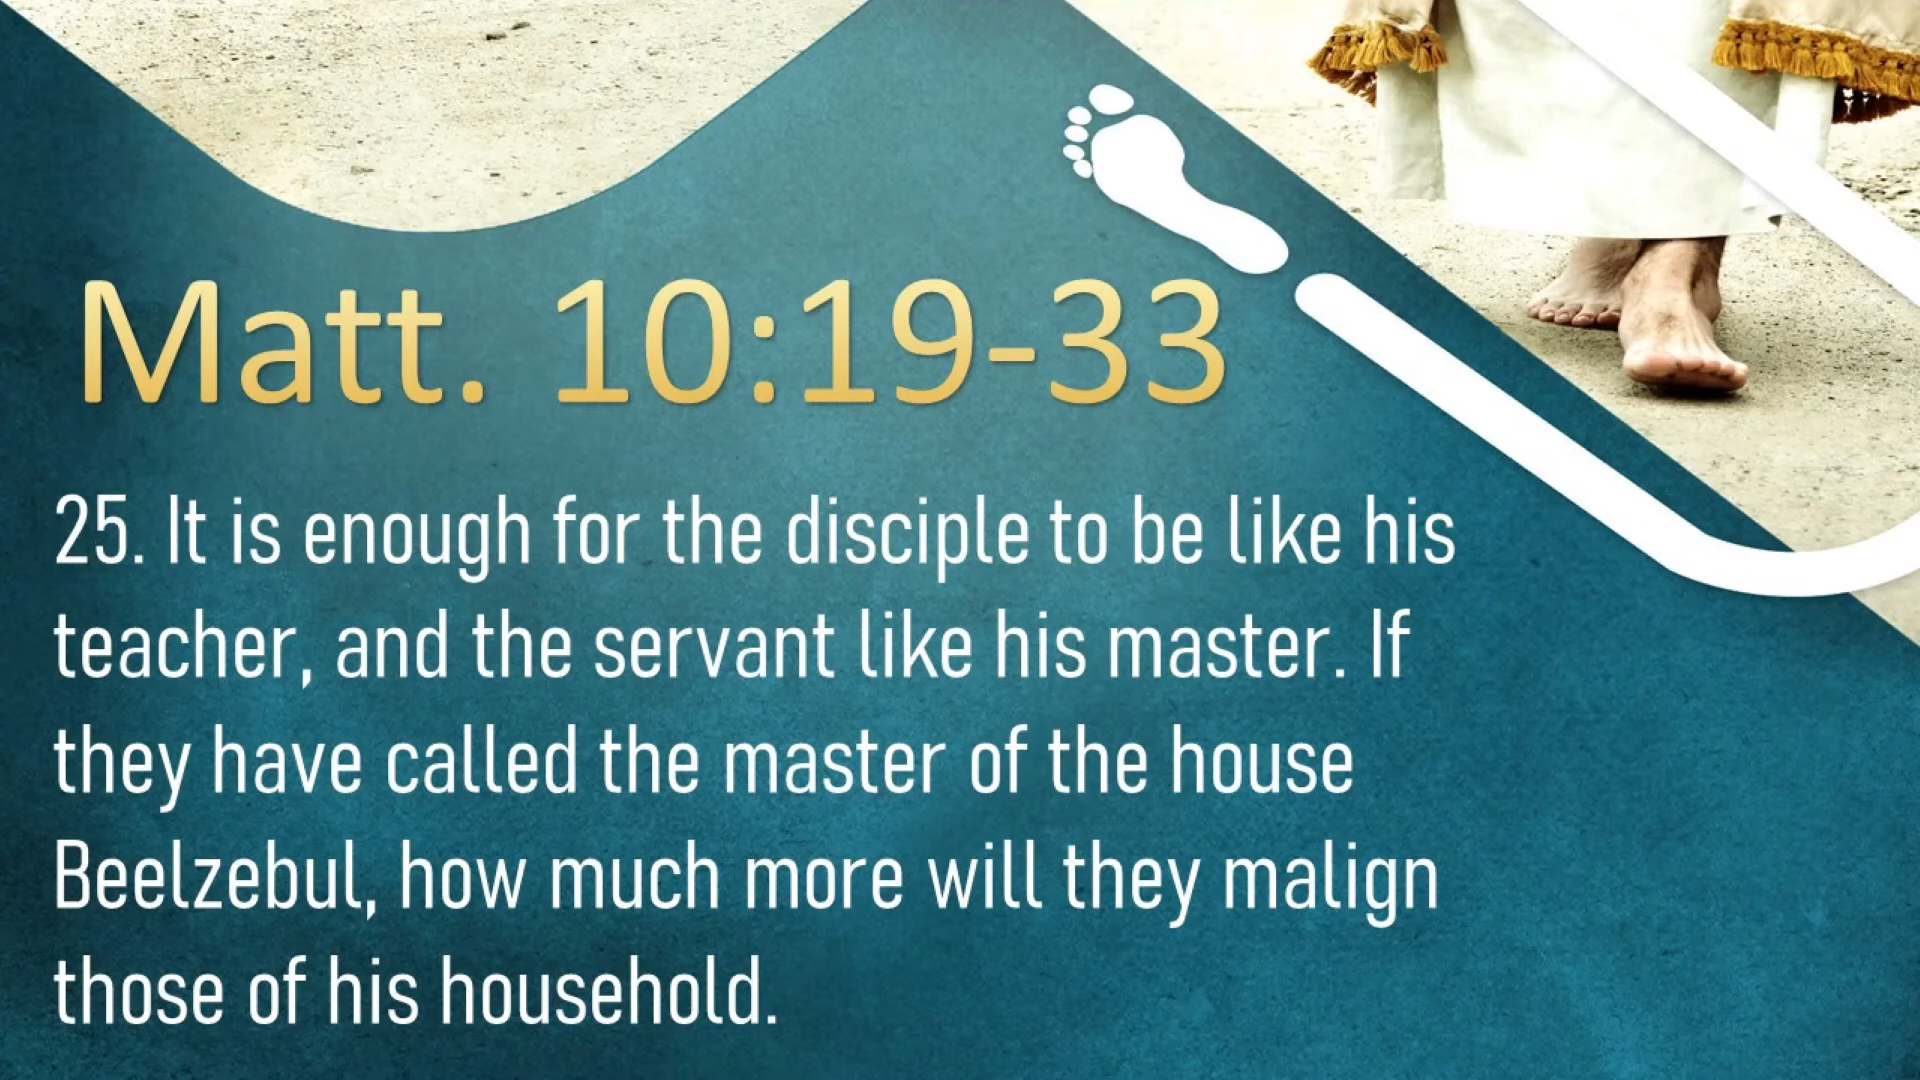 Matt. 10:19-33
25. It is enough for the disciple to be like his
teacher, and the servant like his master. If
they have called the master of the house
Beelzebul, how much more will they malign
those of his household.